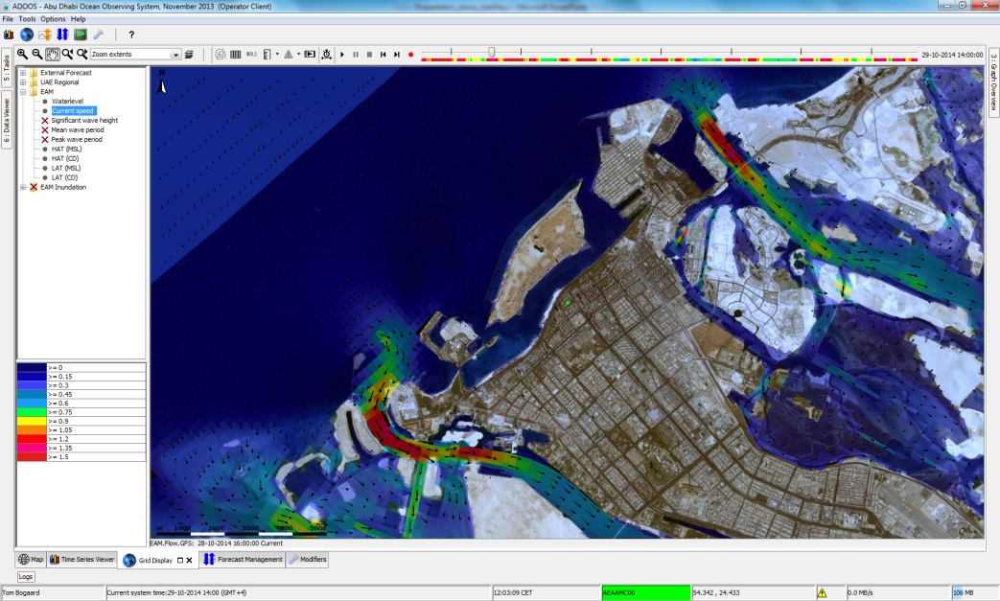 ADOOS - Abu Dhabi Ocean Observing System, November 2013 (Operator Client)
File Tools Options Help
?
Zoom extents
29-10-2014 14:00:00
5 : Tasks
6 : Data Viewer
3 : Graph Overview
External Forecast
UAE Regional
EAM
Waterlevel
Current speed
Significant wave height
Mean wave period
Peak wave period
HAT (MSL)
HAT (CD)
LAT (MSL)
LAT (CD)
EAM Inundation
N
>= 0
>= 0.15
>= 0.3
>= 0.45
>= 0.6
>= 0.75
>= 0.9
>= 1.05
>= 1.2
>= 1.35
>= 1.5
m 1000 2000 3000 4000 5000
EAM.Flow.GFS: 28-10-2014 16:00:00 Current
Map Time Series Viewer Grid Display Forecast Management Modifiers
Logs
Tom Bogaard Current system time:29-10-2014 14:00 (GMT+4) 12:03:09 CET AEAAMC00 54.342 , 24.433 0.0 MB/s 106 MB